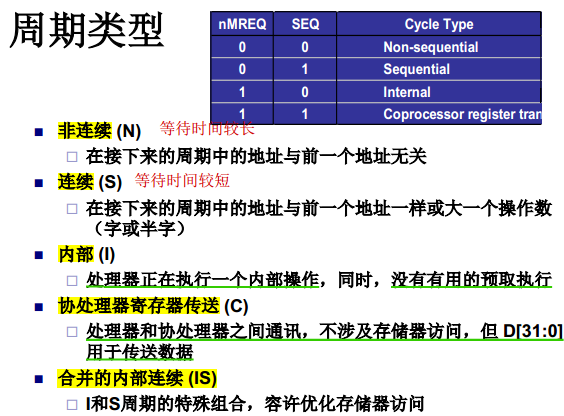 周期类型
nMREQ SEQ Cycle Type
0 0 Non-sequential
0 1 Sequential
1 0 Internal
1 1 Coprocessor register tran
非连续 (N) 等待时间较长
在接下来的周期中的地址与前一个地址无关
连续 (S) 等待时间较短
在接下来的周期中的地址与前一个地址一样或大一个操作数
（字或半字）
内部 (I)
处理器正在执行一个内部操作，同时，没有有用的预取执行
协处理器寄存器传送 (C)
处理器和协处理器之间通讯，不涉及存储器访问，但 D[31:0]
用于传送数据
合并的内部连续 (IS)
I和S周期的特殊组合，容许优化存储器访问